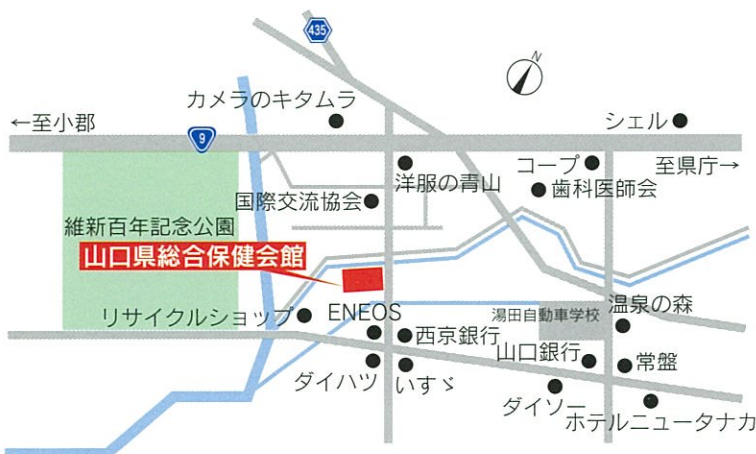 435
N
カメラのキタムラ
シェル
←至小郡
9
洋服の青山
コープ
至県庁→
国際交流協会
歯科医師会
維新百年記念公園
山口県総合保健会館
リサイクルショップ
ENEOS
湯田自動車学校
温泉の森
西京銀行
山口銀行
常盤
ダイハツ
いすゞ
ダイソー
ホテルニュータナカ